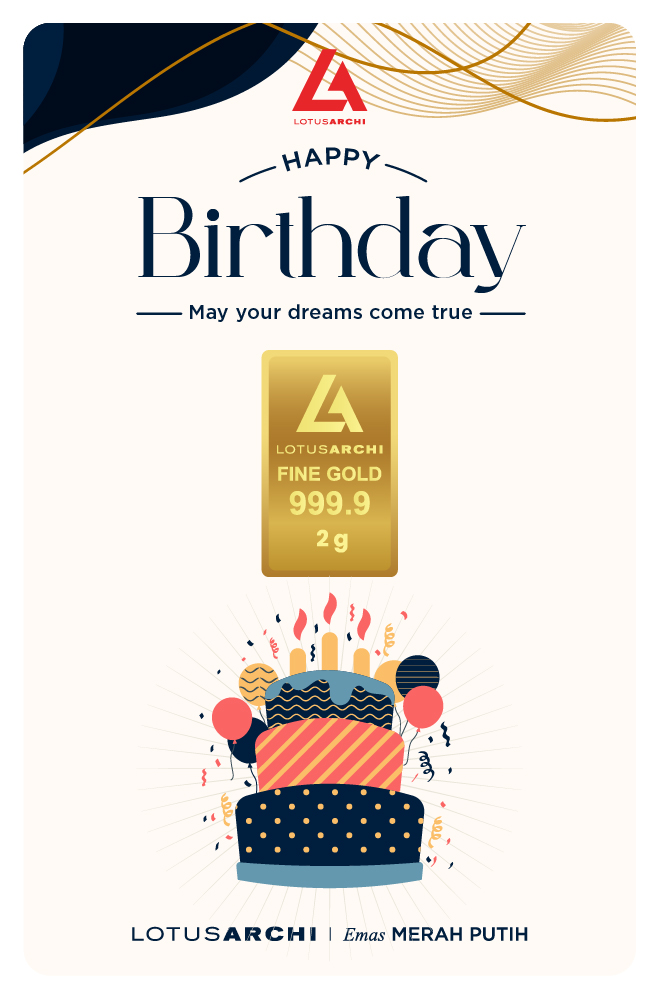 LOTUSARCHI
HAPPY
Birthday
May your dreams come true
LOTUSARCHI
FINE GOLD
999.9
2 g
LOTUSARCHI | Emas MERAH PUTIH